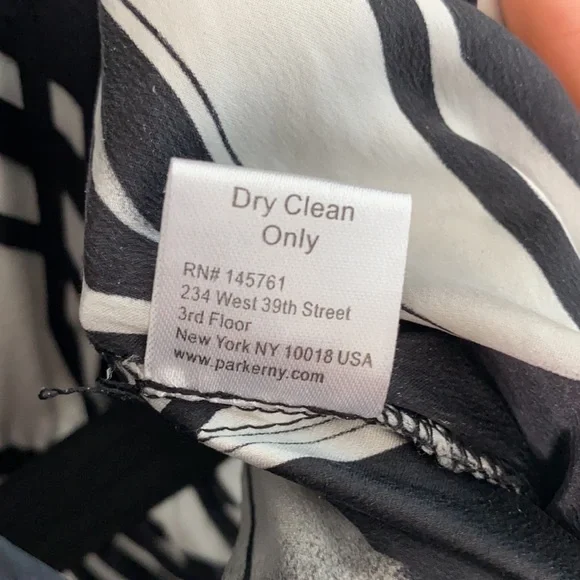 Dry Clean
Only
RN# 145761
234 West 39th Street
3rd Floor
New York NY 10018 USA
www.parkerny.com